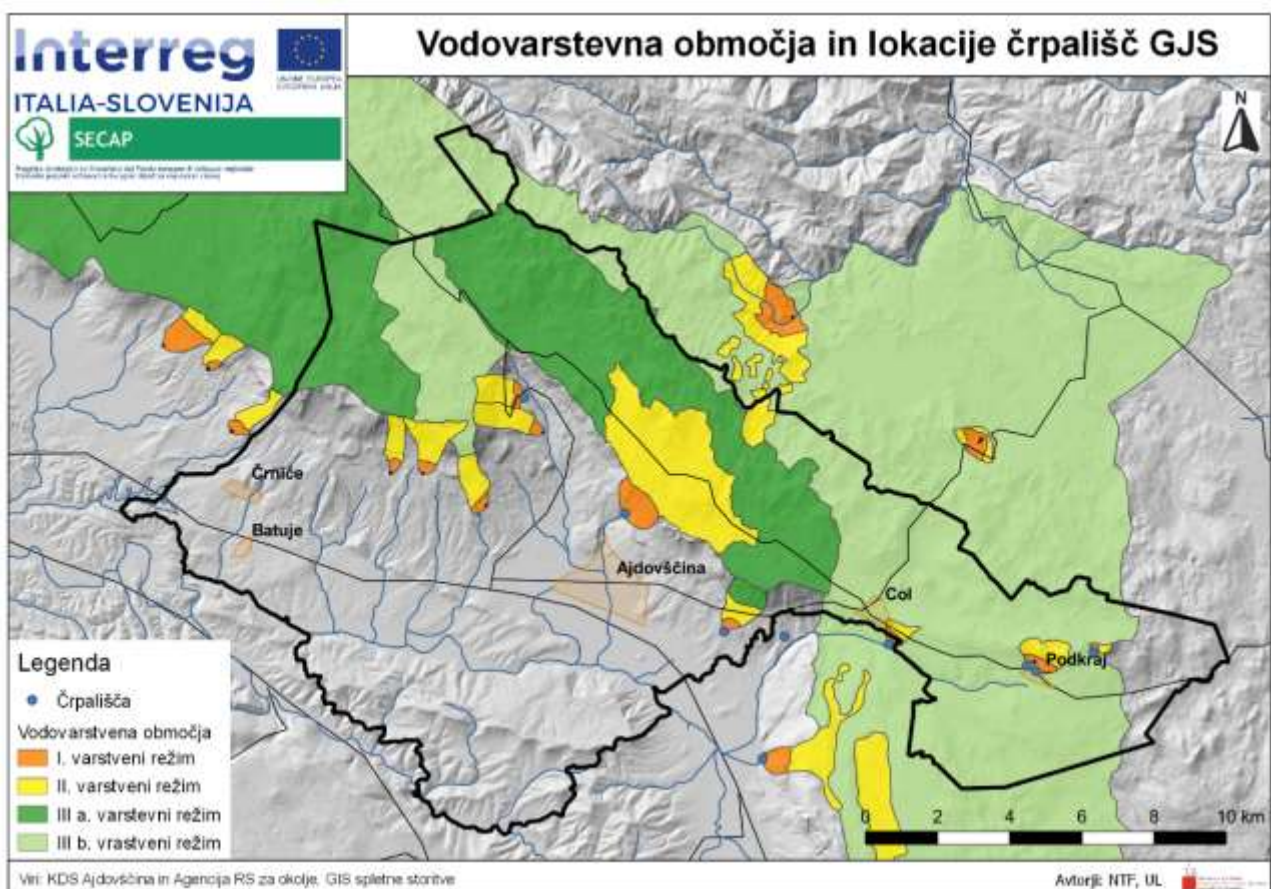 Interreg
ITALIA-SLOVENIJA
SECAP
Vodovarstevna območja in lokacije črpališč GJS
N
Črniče
Batuje
Ajdovščina
Col
Podkraj
Legenda
Črpališča
Vodovarstvena območja
I. varstveni režim
II. varstveni režim
III a. varstevni režim
III b. vrastveni režim
0 2 4 6 8 10 km
Viri: KDS Ajdovščina in Agencija RS za okolje, GIS spletne storitve
Avtorji: NTF, UL